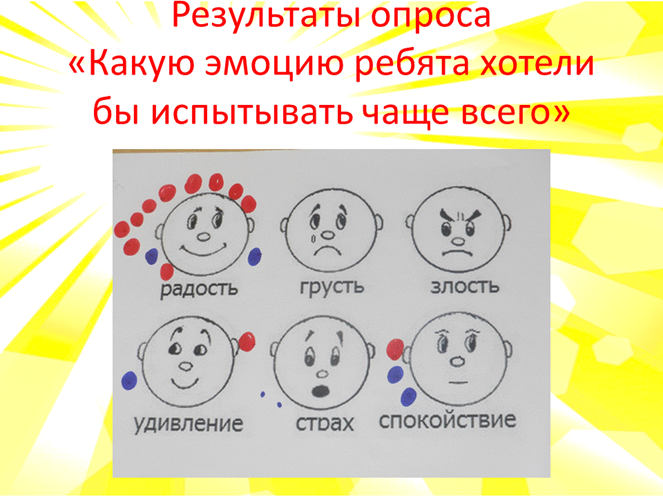 Результаты опроса
«Какую эмоцию ребята хотели
бы испытывать чаще всего»
радость грусть злость
удивление страх спокойствие